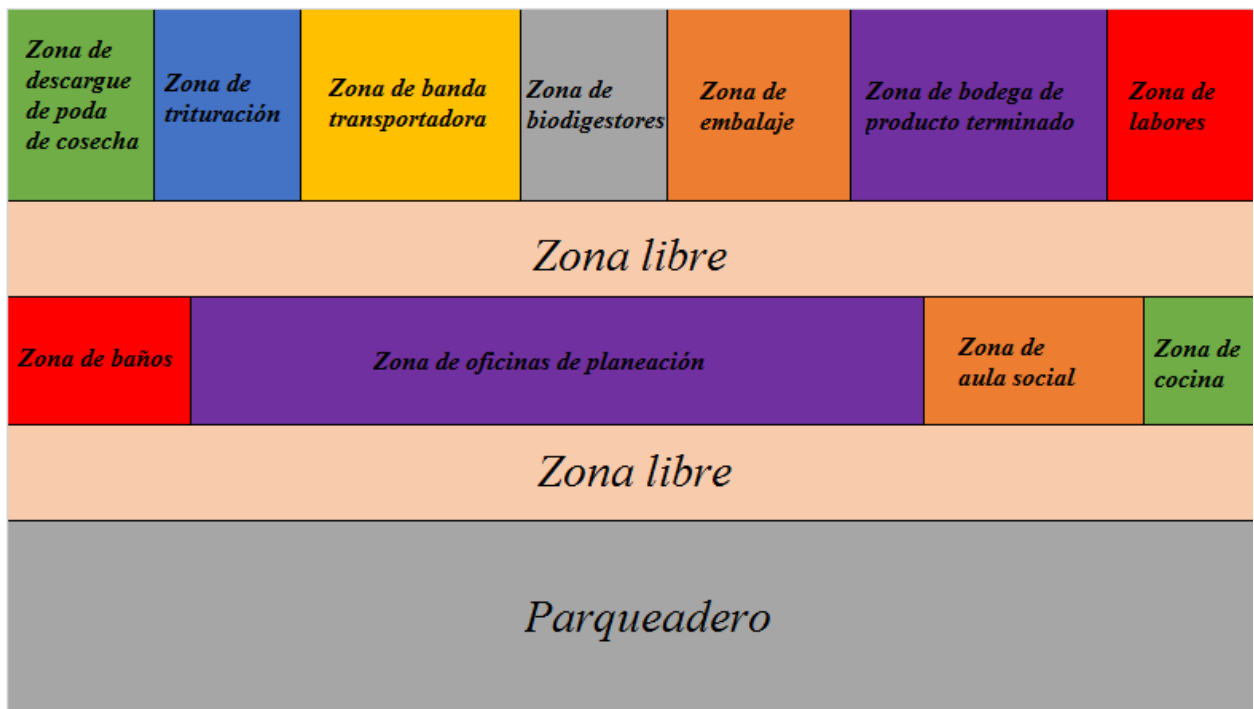 Zona de
descargue
de poda
de cosecha
Zona de
trituración
Zona de banda
transportadora
Zona de
biodigestores
Zona de
embalaje
Zona de bodega de
producto terminado
Zona de
labores
Zona libre
Zona de baños
Zona de oficinas de planeación
Zona de
aula social
Zona de
cocina
Zona libre
Parqueadero